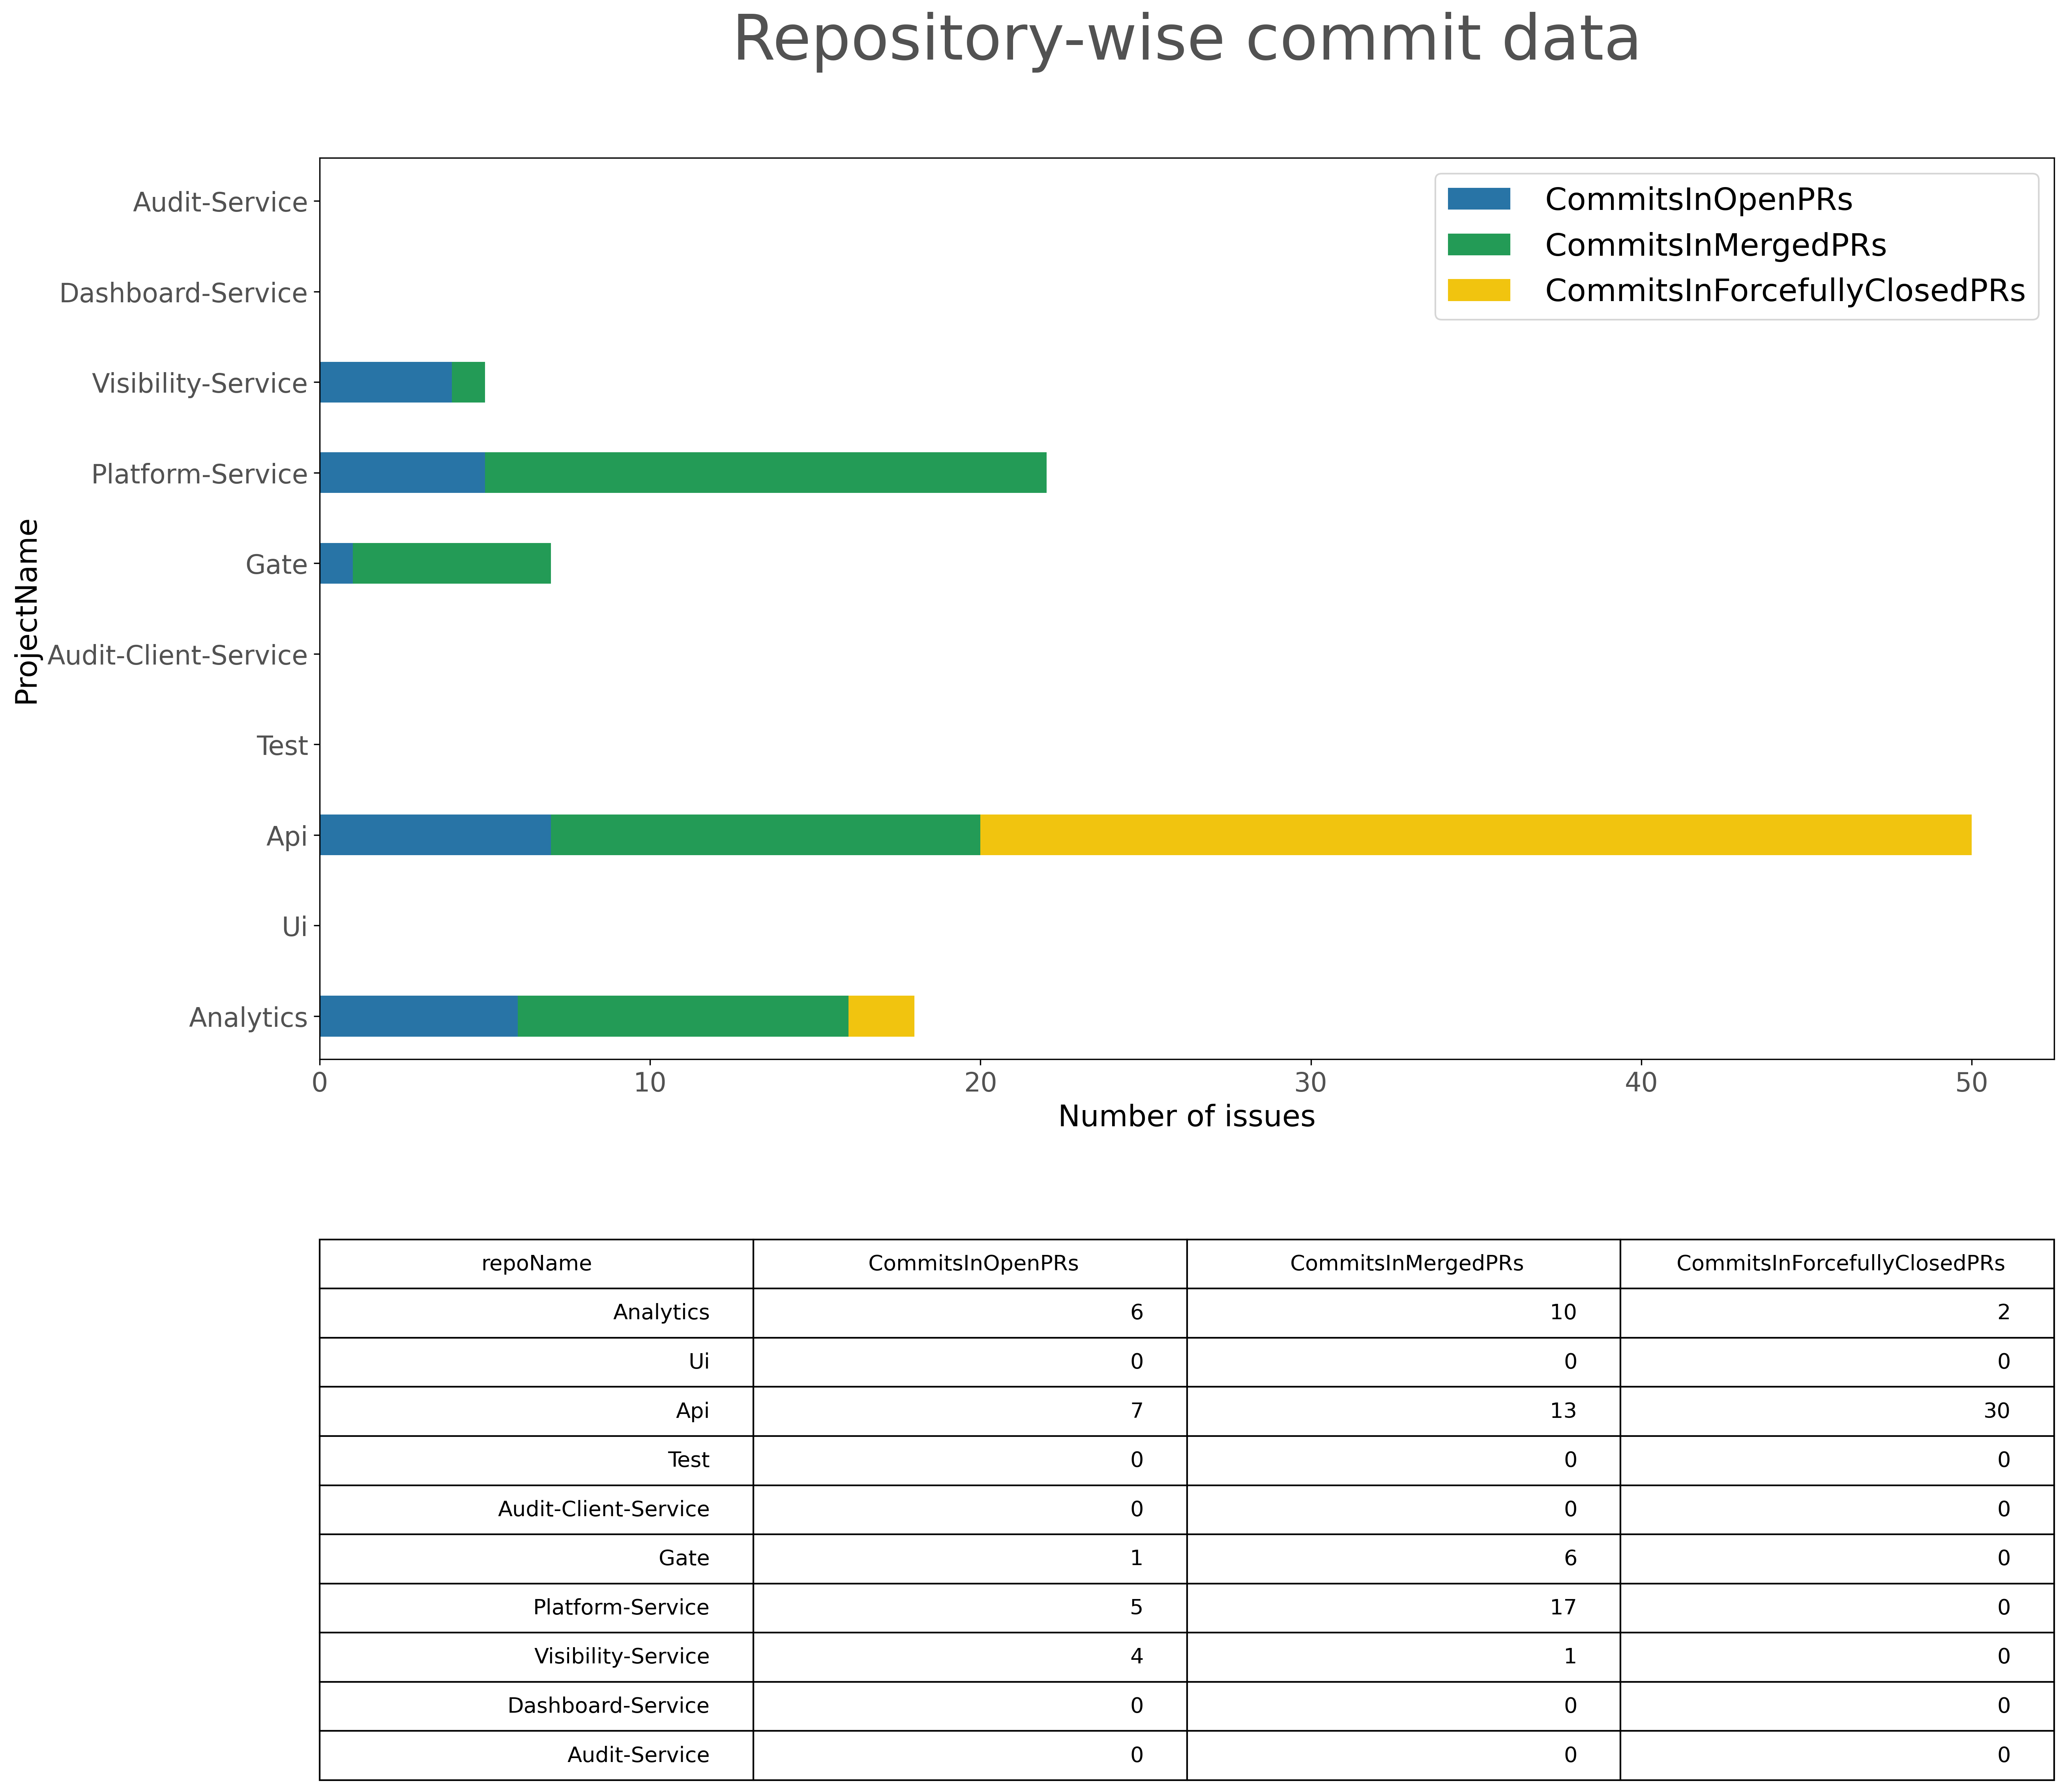 Repository-wise commit data
CommitsInOpenPRs
CommitsInMergedPRs
CommitsInForcefullyClosedPRs
ProjectName
Audit-Service
Dashboard-Service
Visibility-Service
Platform-Service
Gate
Audit-Client-Service
Test
Api
Ui
Analytics
0 10 20 30 40 50
Number of issues
repoName CommitsInOpenPRs CommitsInMergedPRs CommitsInForcefullyClosedPRs
Analytics 6 10 2
Ui 0 0 0
Api 7 13 30
Test 0 0 0
Audit-Client-Service 0 0 0
Gate 1 6 0
Platform-Service 5 17 0
Visibility-Service 4 1 0
Dashboard-Service 0 0 0
Audit-Service 0 0 0